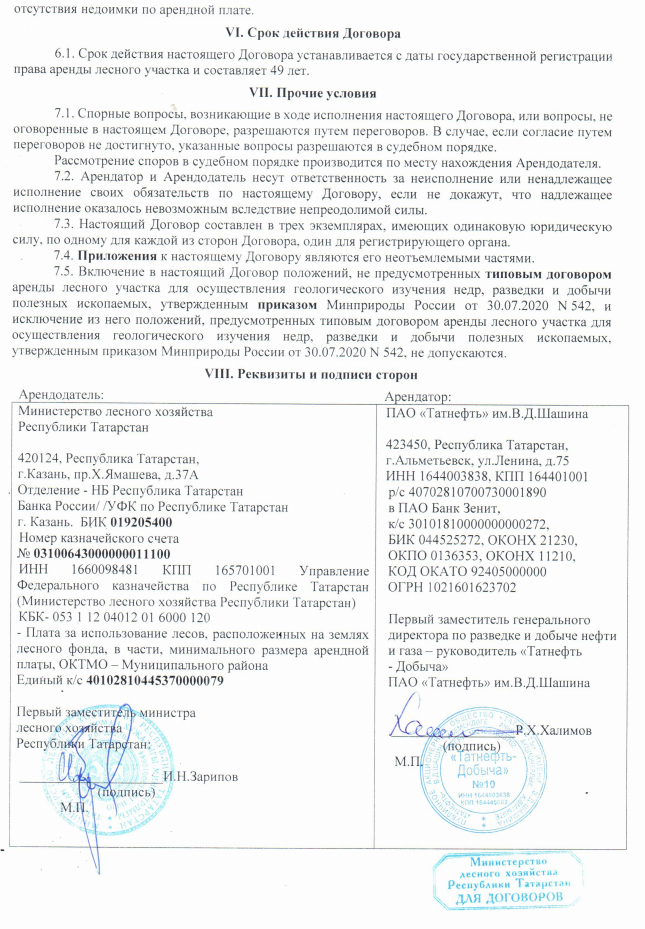 отсутствия недоимки по арендной плате.
VI. Срок действия Договора
6.1. Срок действия настоящего Договора устанавливается с даты государственной регистрации
права аренды лесного участка и составляет 49 лет.
VII. Прочие условия
7.1. Спорные вопросы, возникающие в ходе исполнения настоящего Договора, или вопросы, не
оговоренные в настоящем Договоре, разрешаются путем переговоров. В случае, если согласие путем
переговоров не достигнуто, указанные вопросы разрешаются в судебном порядке.
Рассмотрение споров в судебном порядке производится по месту нахождения Арендодателя.
7.2. Арендатор и Арендодатель несут ответственность за неисполнение или ненадлежащее
исполнение своих обязательств по настоящему Договору, если не докажут, что надлежащее
исполнение оказалось невозможным вследствие непреодолимой силы.
7.3. Настоящий Договор составлен в трех экземплярах, имеющих одинаковую юридическую
силу, по одному для каждой из сторон Договора, один для регистрирующего органа.
7.4. Приложения к настоящему Договору являются его неотъемлемыми частями.
7.5. Включение в настоящий Договор положений, не предусмотренных типовым договором
аренды лесного участка для осуществления геологического изучения недр, разведки и добычи
полезных ископаемых, утвержденным приказом Минприроды России от 30.07.2020 N 542, и
исключение из него положений, предусмотренных типовым договором аренды лесного участка для
осуществления геологического изучения недр, разведки и добычи полезных ископаемых,
утвержденным приказом Минприроды России от 30.07.2020 N 542, не допускаются.
VIII. Реквизиты и подписи сторон
Арендодатель:
Министерство лесного хозяйства
Республики Татарстан
420124, Республика Татарстан,
г.Казань, пр.Х.Ямашева, д.37А
Отделение - НБ Республика Татарстан
Банка России/ /УФК по Республике Татарстан
г. Казань. БИК 019205400
Номер казначейского счета
№ 03100643000000011100
ИНН 1660098481 КПП 165701001 Управление
Федерального казначейства по Республике Татарстан
(Министерство лесного хозяйства Республики Татарстан)
КБК- 053 1 12 04012 01 6000 120
- Плата за использование лесов, расположенных на землях
лесного фонда, в части, минимального размера арендной
платы, ОКТМО – Муниципального района
Единый к/с 40102810445370000079
Первый заместитель министра
лесного хозяйства
Республики Татарстан:
И.Н.Зарипов
(подпись)
М.П.
Арендатор:
ПАО «Татнефть» им.В.Д.Шашина
423450, Республика Татарстан,
г.Альметьевск, ул.Ленина, д.75
ИНН 1644003838, КПП 164401001
р/с 40702810700730001890
в ПАО Банк Зенит,
к/с 30101810000000000272,
БИК 044525272, ОКОНХ 21230,
ОКПО 0136353, ОКОНХ 11210,
КОД ОКАТО 92405000000
ОГРН 1021601623702
Первый заместитель генерального
директора по разведке и добыче нефти
и газа – руководитель «Татнефть
- Добыча»
ПАО «Татнефть» им.В.Д.Шашина
Р.Х.Халимов
(подпись)
М.П.
«Татнефть-
Добыча»
№10
ИНН 1644003838
Министерство
лесного хозяйства
Республики Татарстан
ДЛЯ ДОГОВОРОВ